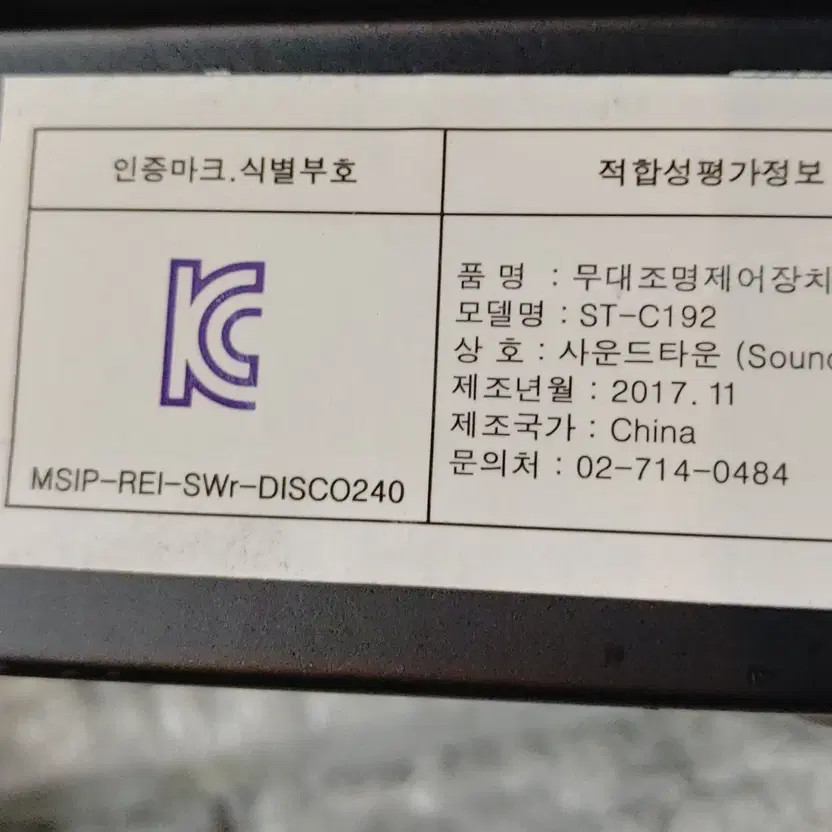 인증마크.식별부호
적합성평가정보
KC
MSIP-REI-SWr-DISCO240
품 명 : 무대조명제어장치
모델명 : ST-C192
상 호 : 사운드타운
제조년월 : 2017. 11
제조국가 : China
문의처 : 02-714-0484